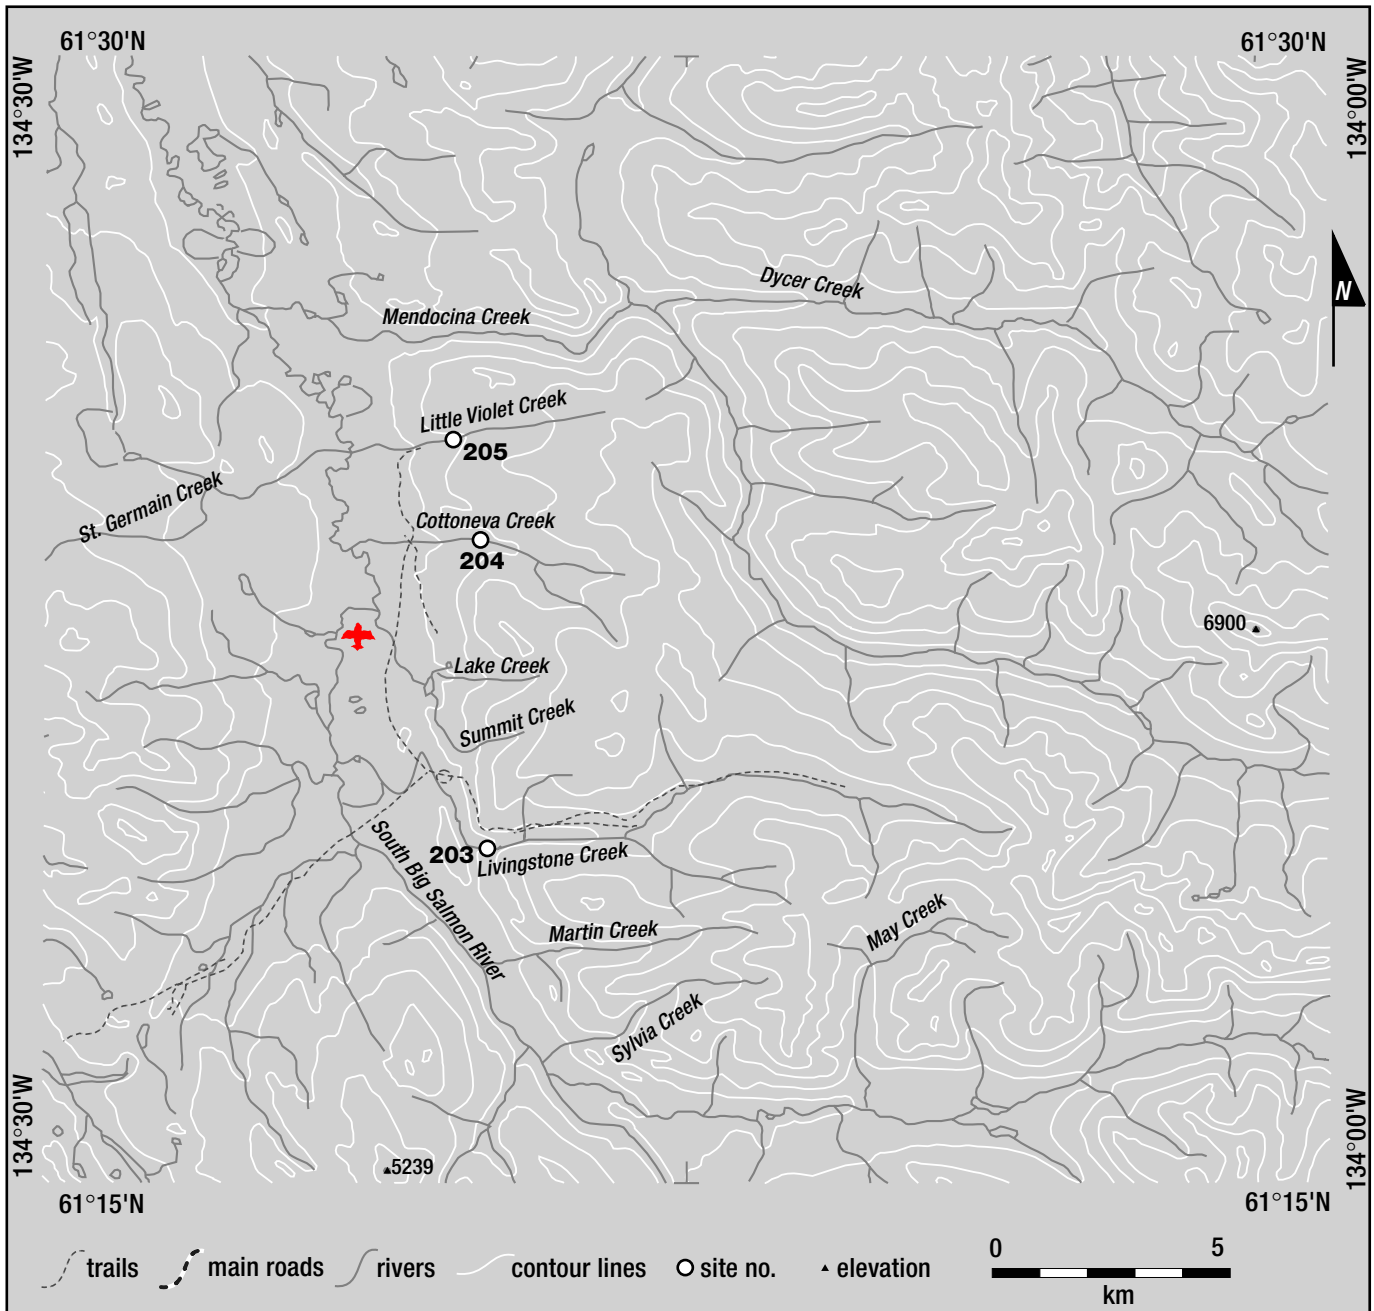 61°30'N
61°30'N
134°30'W
134°00'W
Dycer Creek
N
Mendocina Creek
Little Violet Creek
205
St. Germain Creek
Cottoneva Creek
204
6900
Lake Creek
Summit Creek
South Big Salmon River
203
Livingstone Creek
May Creek
Martin Creek
Sylvia Creek
134°30'W
134°00'W
5239
61°15'N
61°15'N
trails
main roads
rivers
contour lines
site no.
elevation
0 5
km